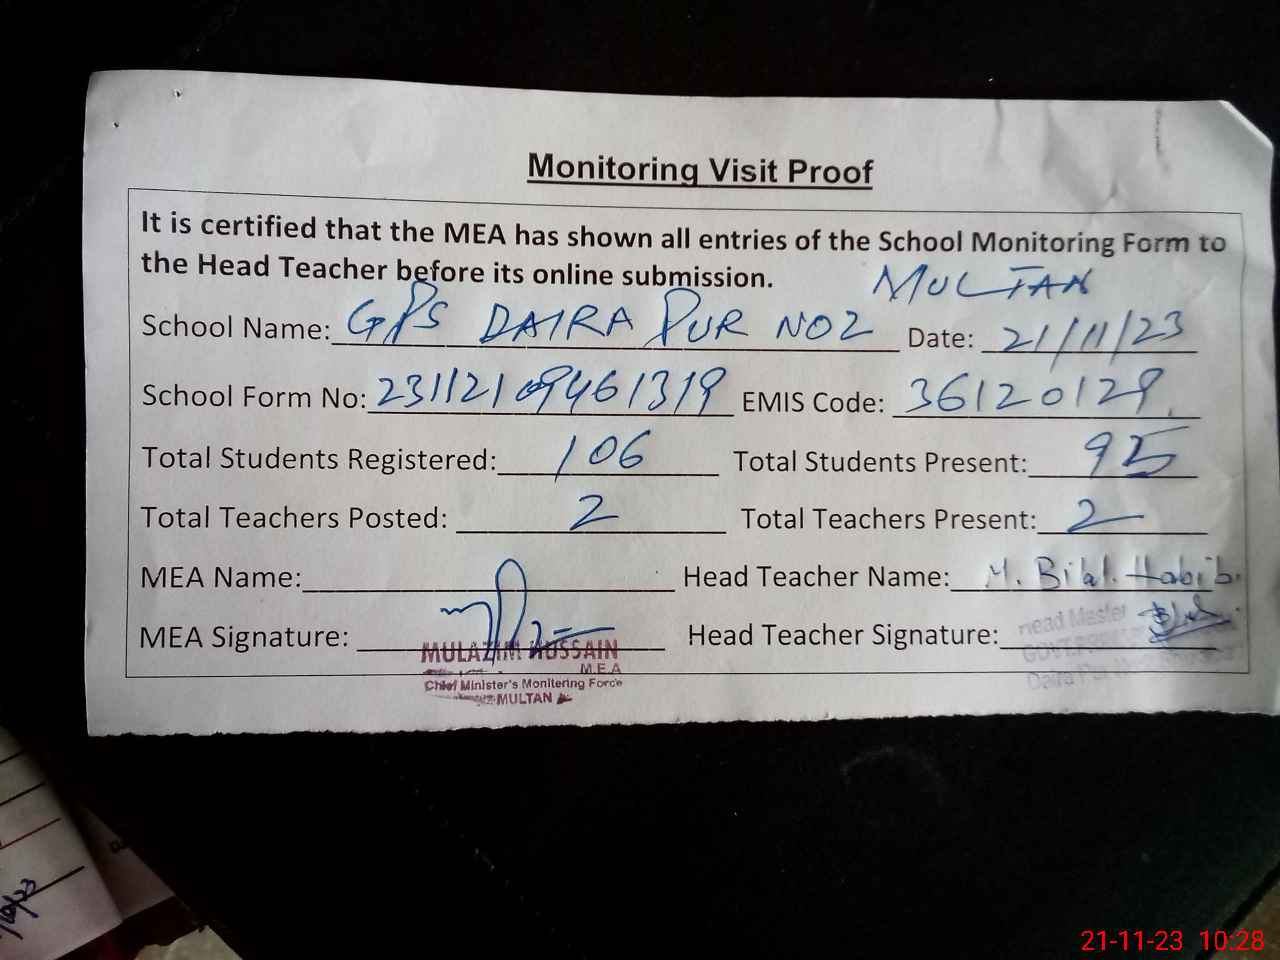 Monitoring Visit Proof
It is certified that the MEA has shown all entries of the School Monitoring Form to
the Head Teacher before its online submission.
MULTAN
School Name: GPS DAIRA PUR NO2 Date: 21/11/23
School Form No: 23112109461319 EMIS Code: 36120129
Total Students Registered: 106 Total Students Present: 95
Total Teachers Posted: 2 Total Teachers Present: 2
MEA Name: Head Teacher Name: M. Bilal Habib.
MEA Signature: Head Teacher Signature:
Head Master
MULAZIM HUSSAIN
M.E.A
Chief Minister's Monitoring Force
MULTAN
Daira Pur
21-11-23 10:28